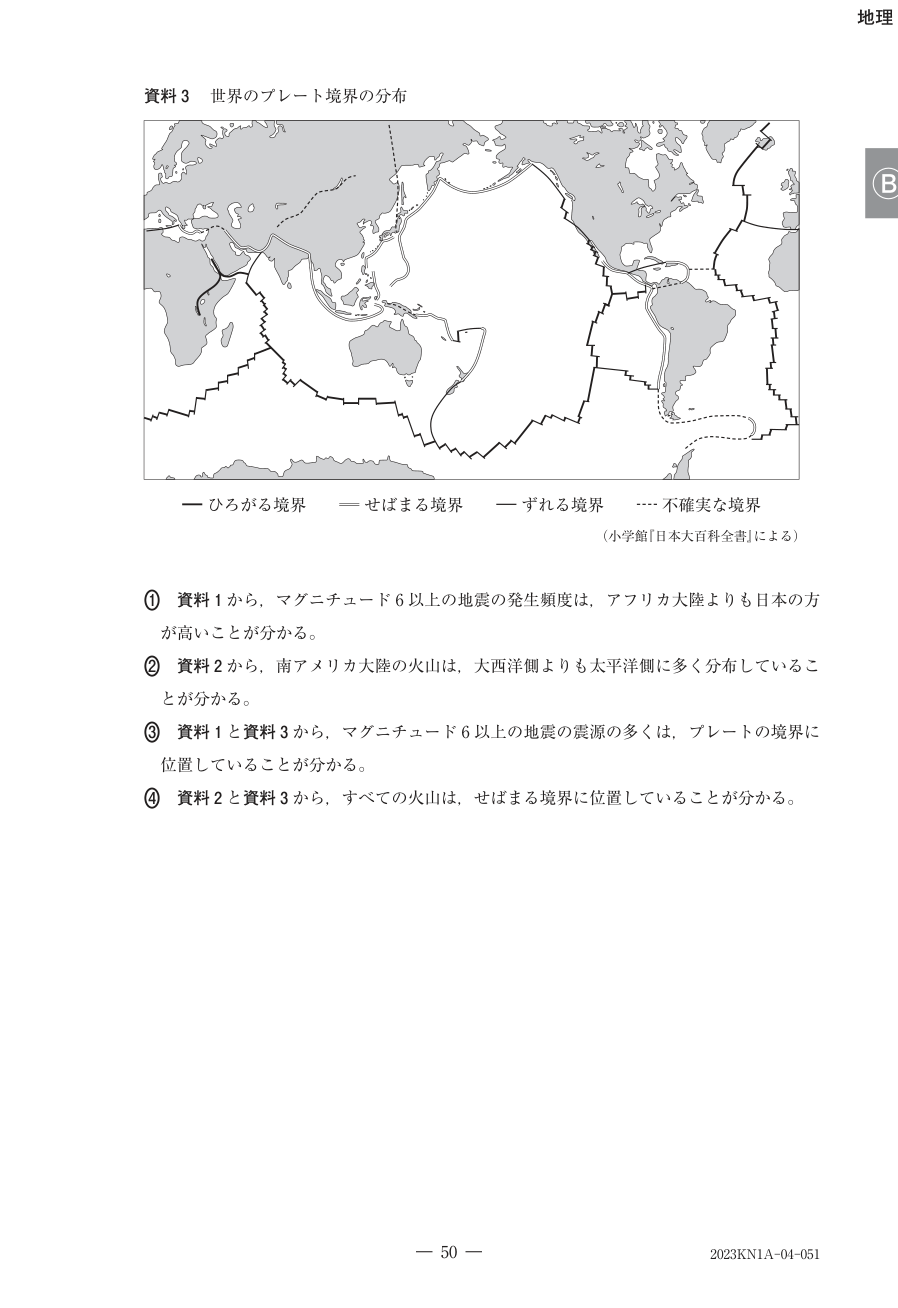 地理
資料3　世界のプレート境界の分布
Ⓑ
ひろがる境界　せばまる境界　ずれる境界　不確実な境界
（小学館『日本大百科全書』による）
①　資料1から，マグニチュード6以上の地震の発生頻度は，アフリカ大陸よりも日本の方
が高いことが分かる。
②　資料2から，南アメリカ大陸の火山は，大西洋側よりも太平洋側に多く分布しているこ
とが分かる。
③　資料1と資料3から，マグニチュード6以上の地震の震源の多くは，プレートの境界に
位置していることが分かる。
④　資料2と資料3から，すべての火山は，せばまる境界に位置していることが分かる。
― 50 ―
2023KN1A-04-051